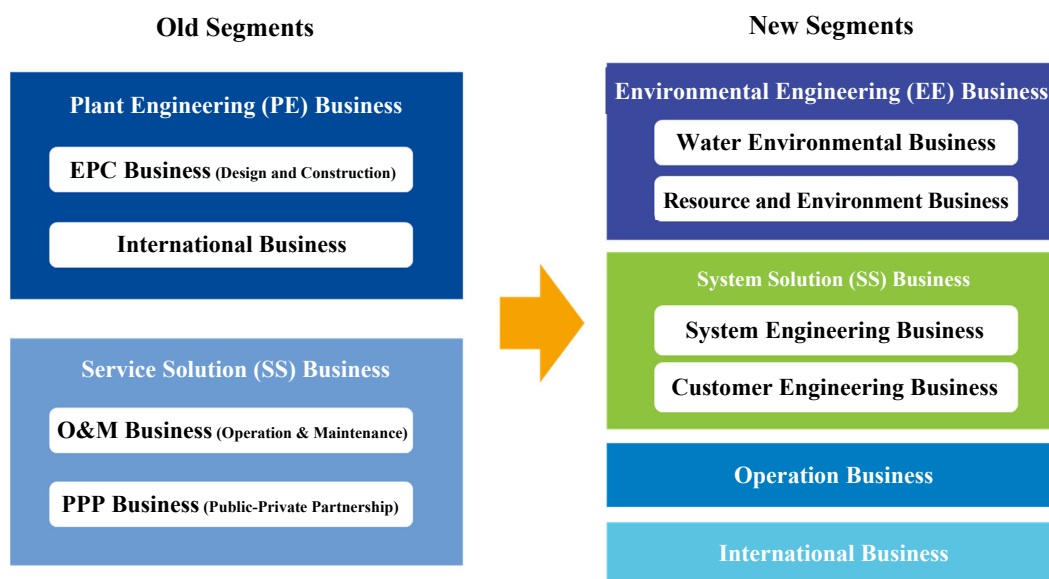 Old Segments
Plant Engineering (PE) Business
EPC Business (Design and Construction)
International Business
Service Solution (SS) Business
O&M Business (Operation & Maintenance)
PPP Business (Public-Private Partnership)
New Segments
Environmental Engineering (EE) Business
Water Environmental Business
Resource and Environment Business
System Solution (SS) Business
System Engineering Business
Customer Engineering Business
Operation Business
International Business